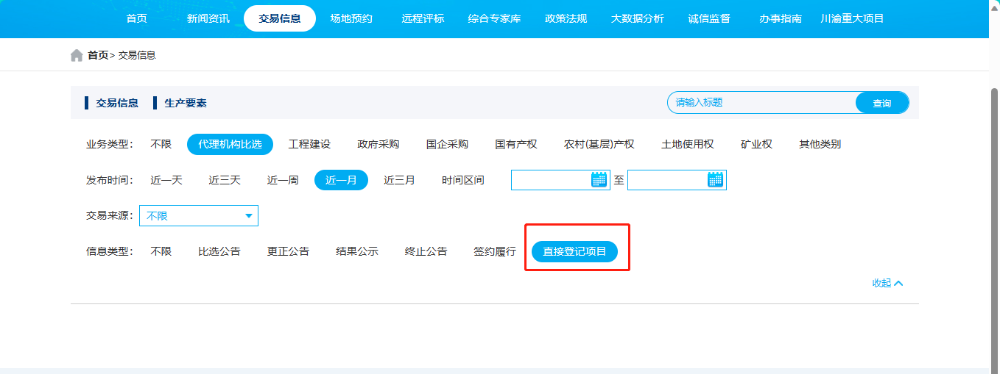 首页 新闻资讯 交易信息 场地预约 远程评标 综合专家库 政策法规 大数据分析 诚信监督 办事指南 川渝重大项目
首页> 交易信息
交易信息 生产要素 请输入标题 查询
业务类型： 不限 代理机构比选 工程建设 政府采购 国企采购 国有产权 农村(基层)产权 土地使用权 矿业权 其他类别
发布时间： 近一天 近三天 近一周 近一月 近三月 时间区间 至
交易来源： 不限
信息类型： 不限 比选公告 更正公告 结果公示 终止公告 签约履行 直接登记项目
收起